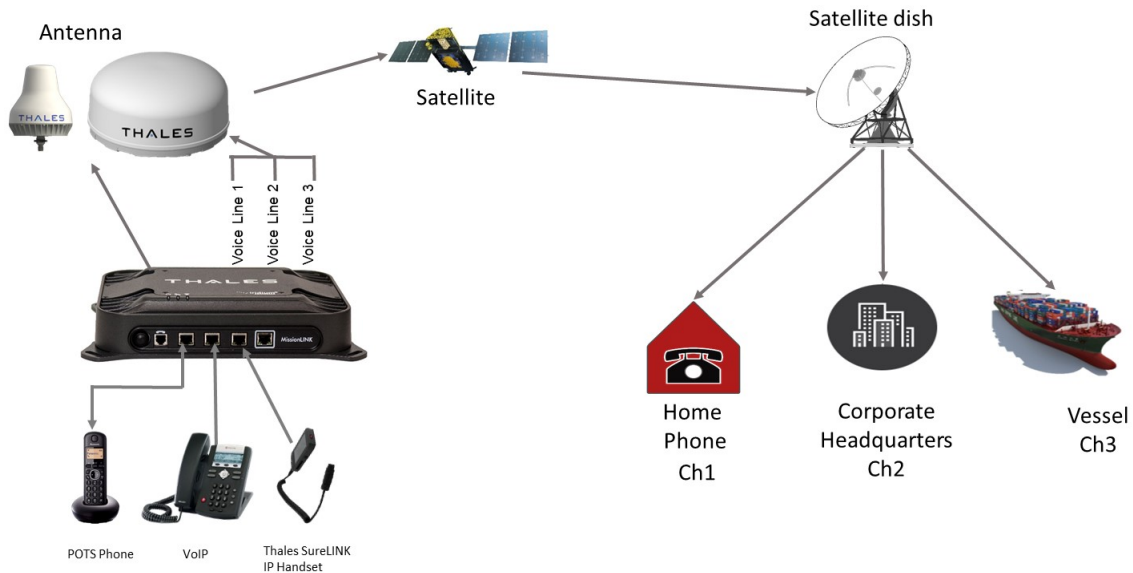 Antenna
Satellite dish
THALES
THALES
Satellite
Voice Line 1
Voice Line 2
Voice Line 3
THALES
MissionLINK
Home
Phone
Ch1
Corporate
Headquarters
Ch2
Vessel
Ch3
POTS Phone
VoIP
Thales SureLINK
IP Handset